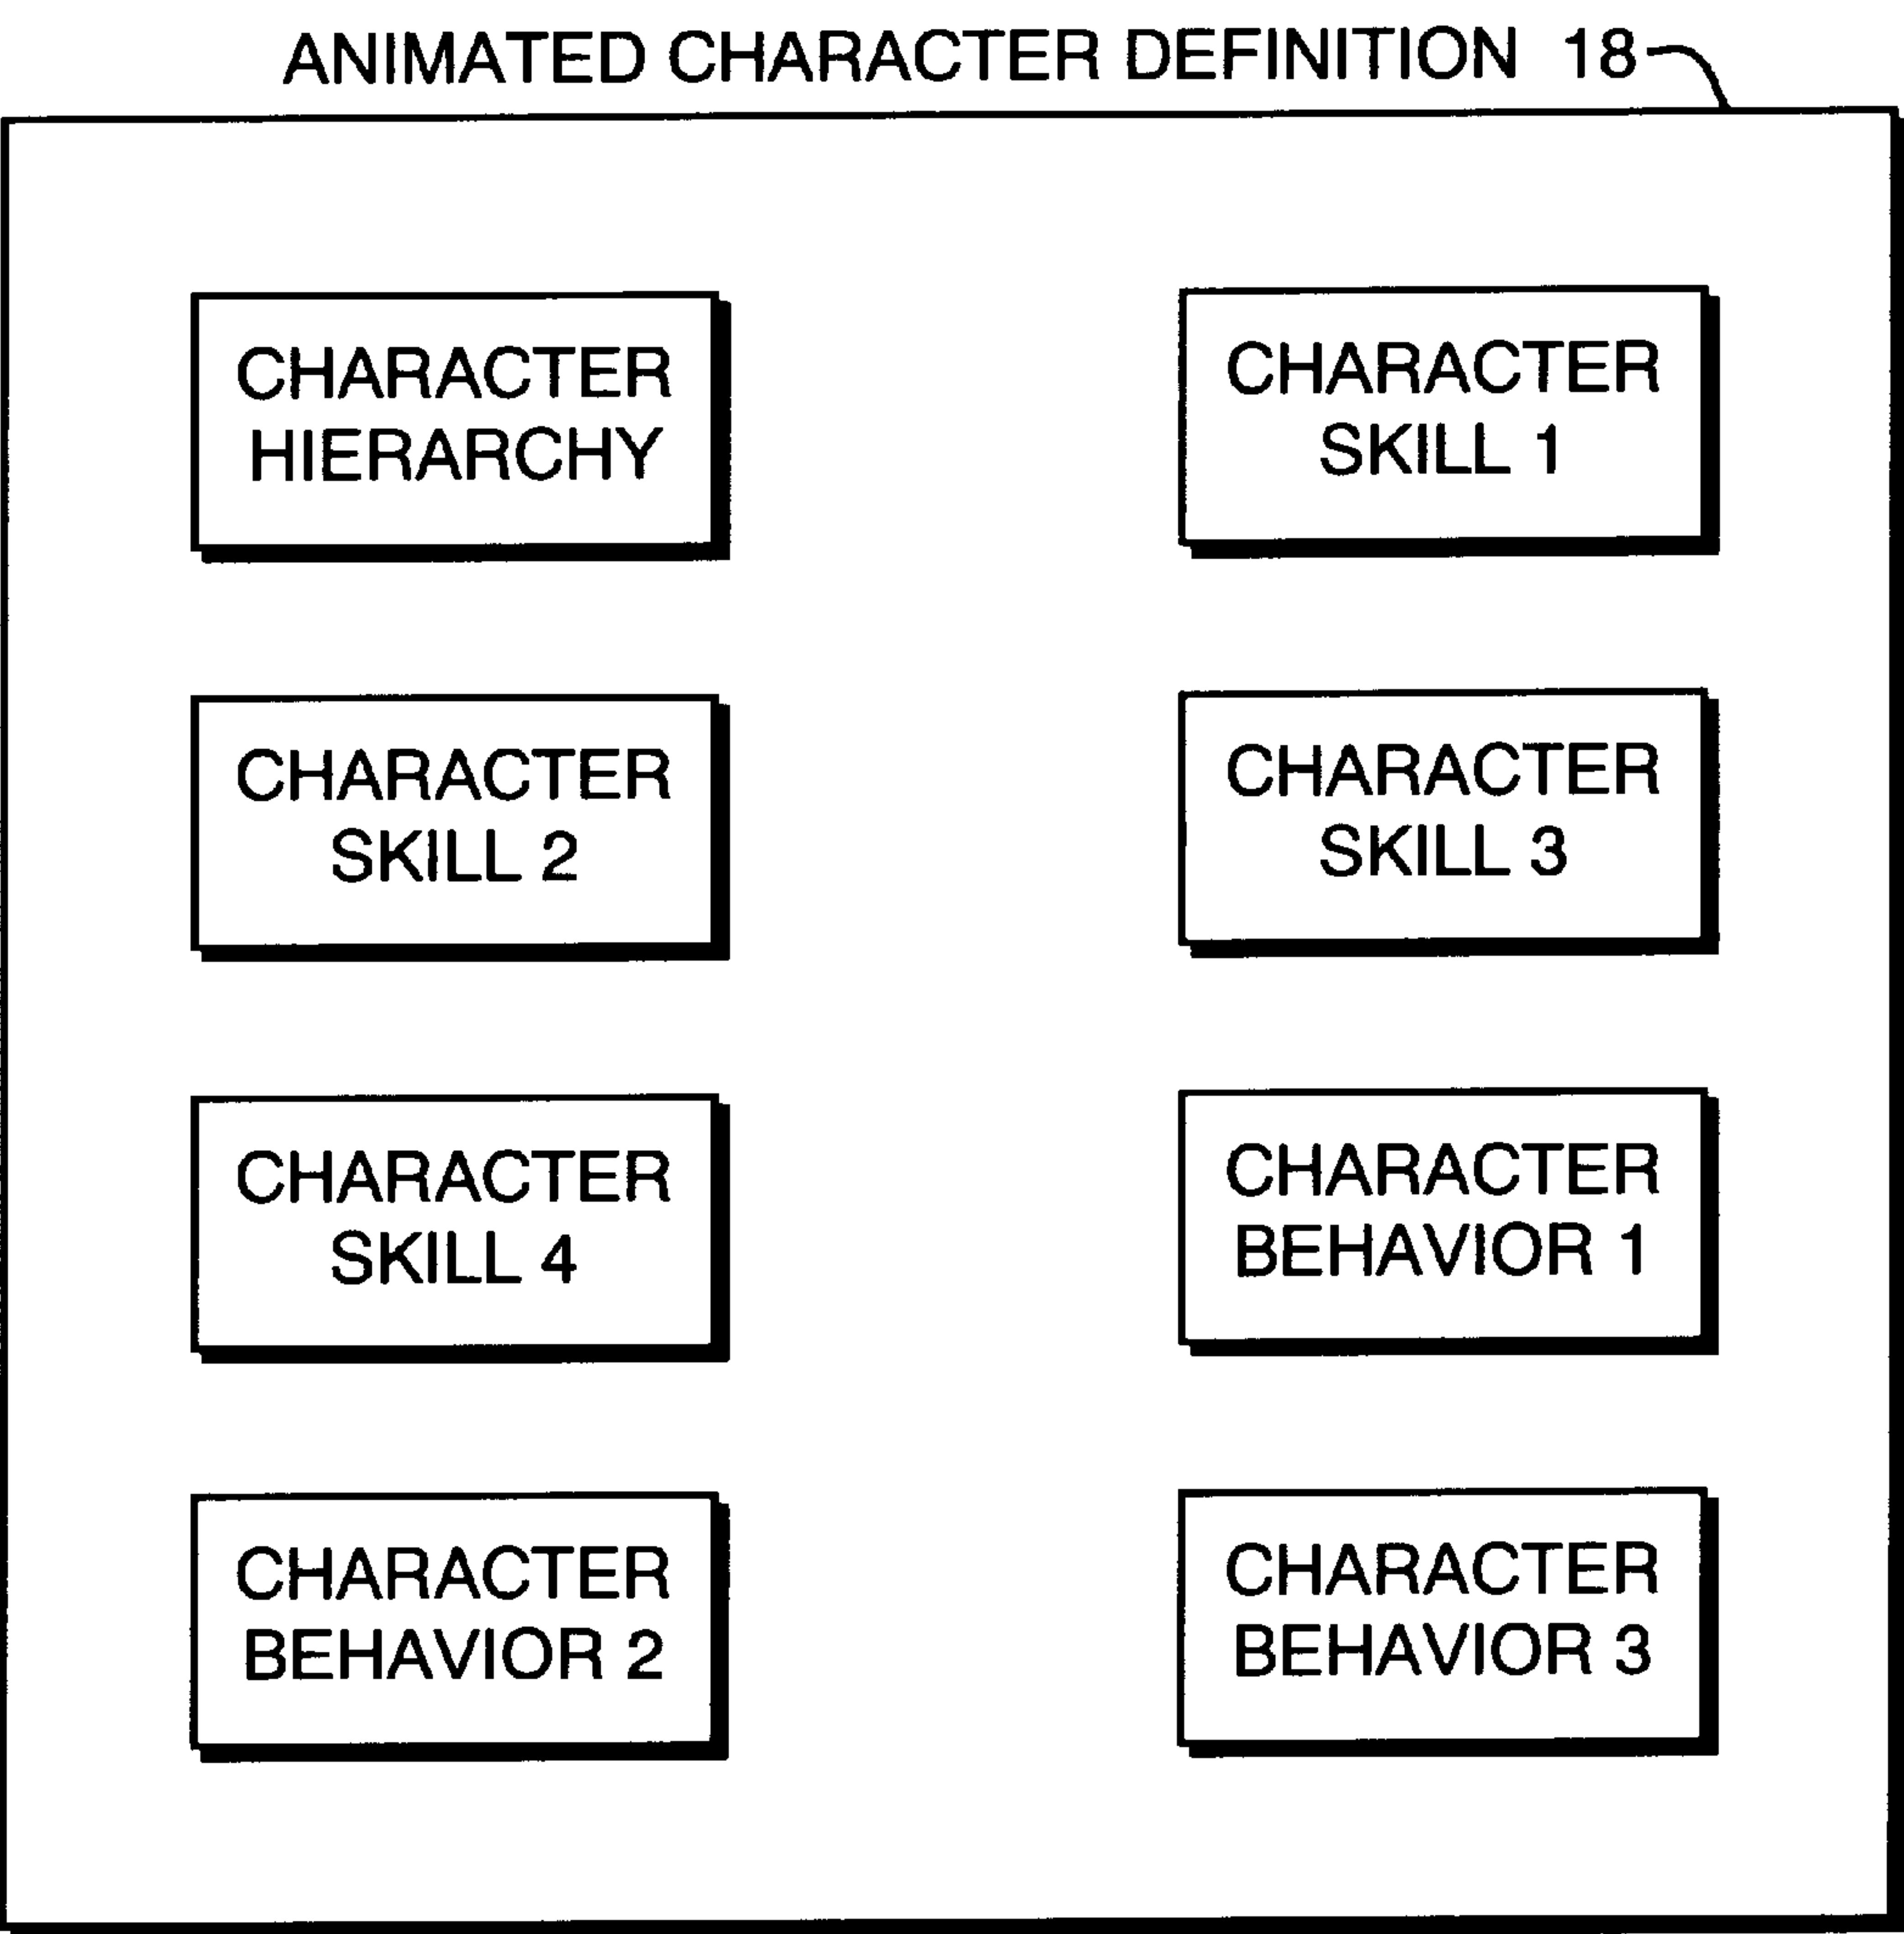 ANIMATED CHARACTER DEFINITION 18
CHARACTER
HIERARCHY
CHARACTER
SKILL 1
CHARACTER
SKILL 2
CHARACTER
SKILL 3
CHARACTER
SKILL 4
CHARACTER
BEHAVIOR 1
CHARACTER
BEHAVIOR 2
CHARACTER
BEHAVIOR 3